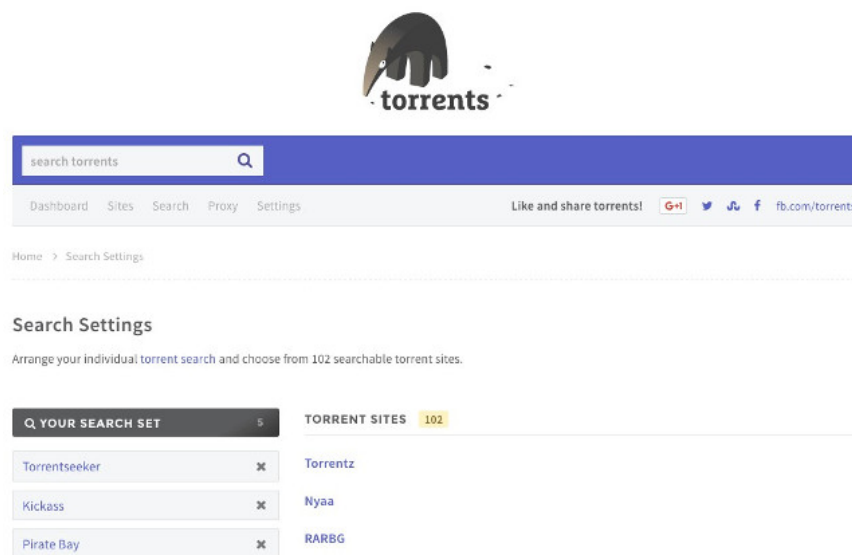 torrents
search torrents
Dashboard Sites Search Proxy Settings Like and share torrents! G+1 fb.com/torrents
Home > Search Settings
Search Settings
Arrange your individual torrent search and choose from 102 searchable torrent sites.
YOUR SEARCH SET 5
TORRENT SITES 102
Torrentseeker
Torrentz
Kickass
Nyaa
Pirate Bay
RARBG